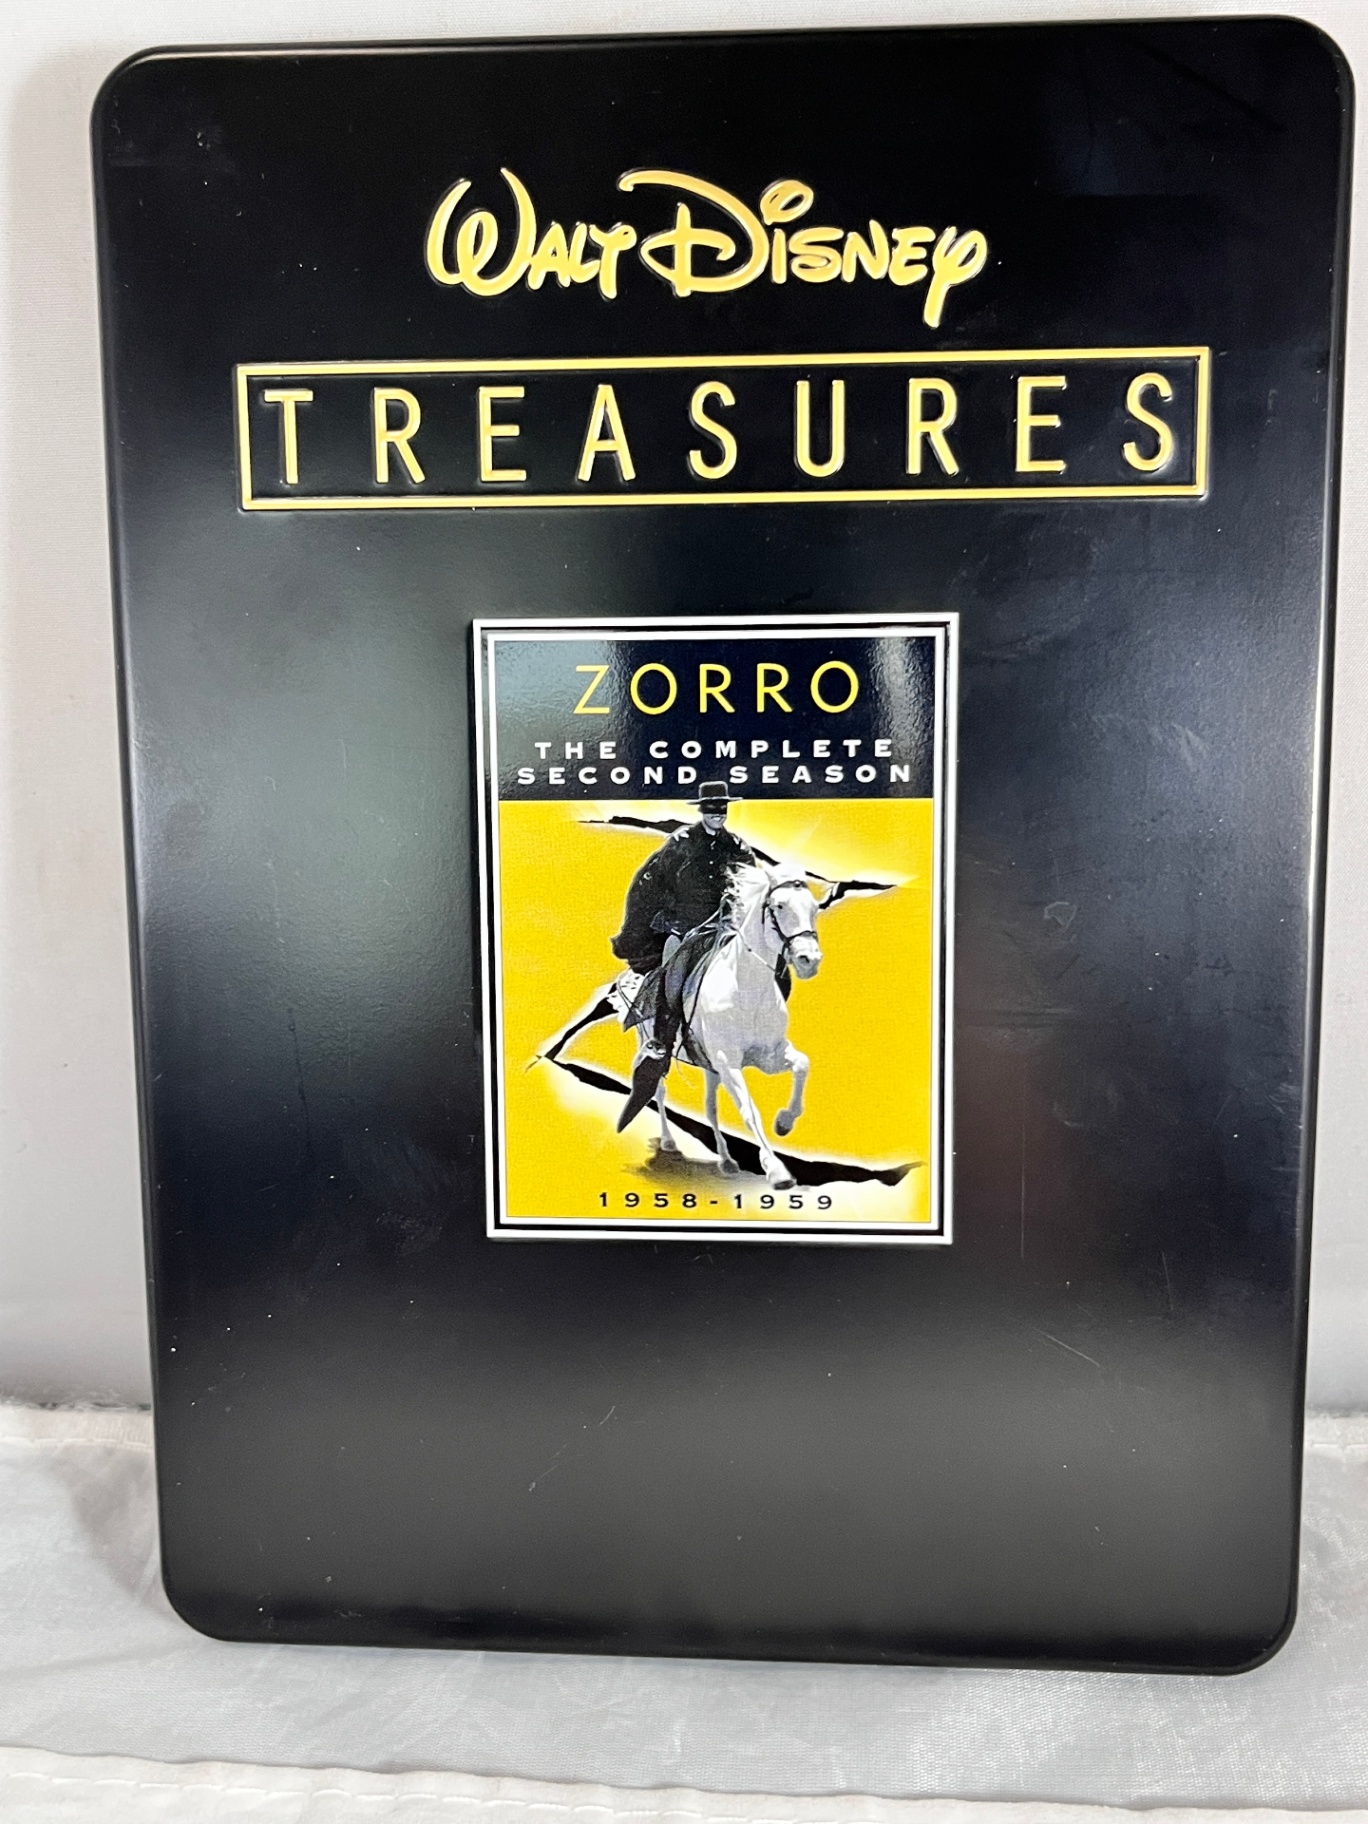 WALT DISNEY
TREASURES
ZORRO
THE COMPLETE
SECOND SEASON
1958-1959